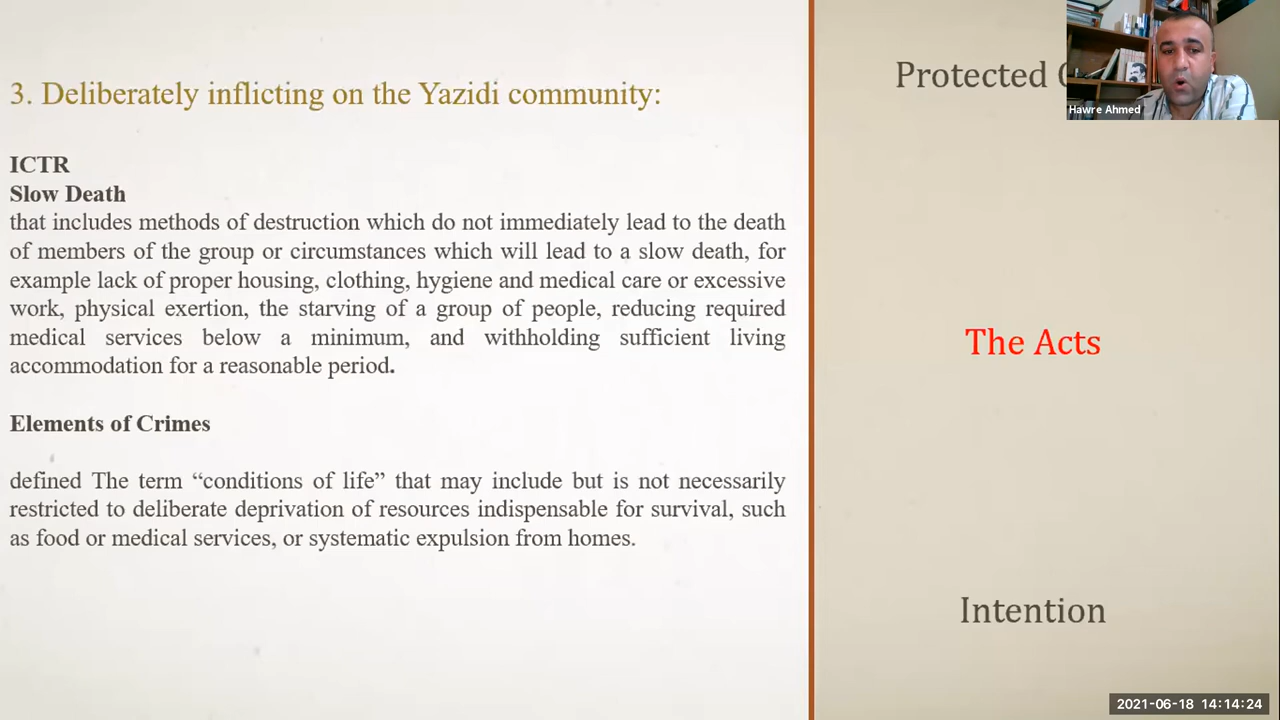 3. Deliberately inflicting on the Yazidi community:
ICTR
Slow Death
that includes methods of destruction which do not immediately lead to the death
of members of the group or circumstances which will lead to a slow death, for
example lack of proper housing, clothing, hygiene and medical care or excessive
work, physical exertion, the starving of a group of people, reducing required
medical services below a minimum, and withholding sufficient living
accommodation for a reasonable period.
Elements of Crimes
defined The term “conditions of life” that may include but is not necessarily
restricted to deliberate deprivation of resources indispensable for survival, such
as food or medical services, or systematic expulsion from homes.
Protected
Hawre Ahmed
The Acts
Intention
2021-06-18 14:14:24